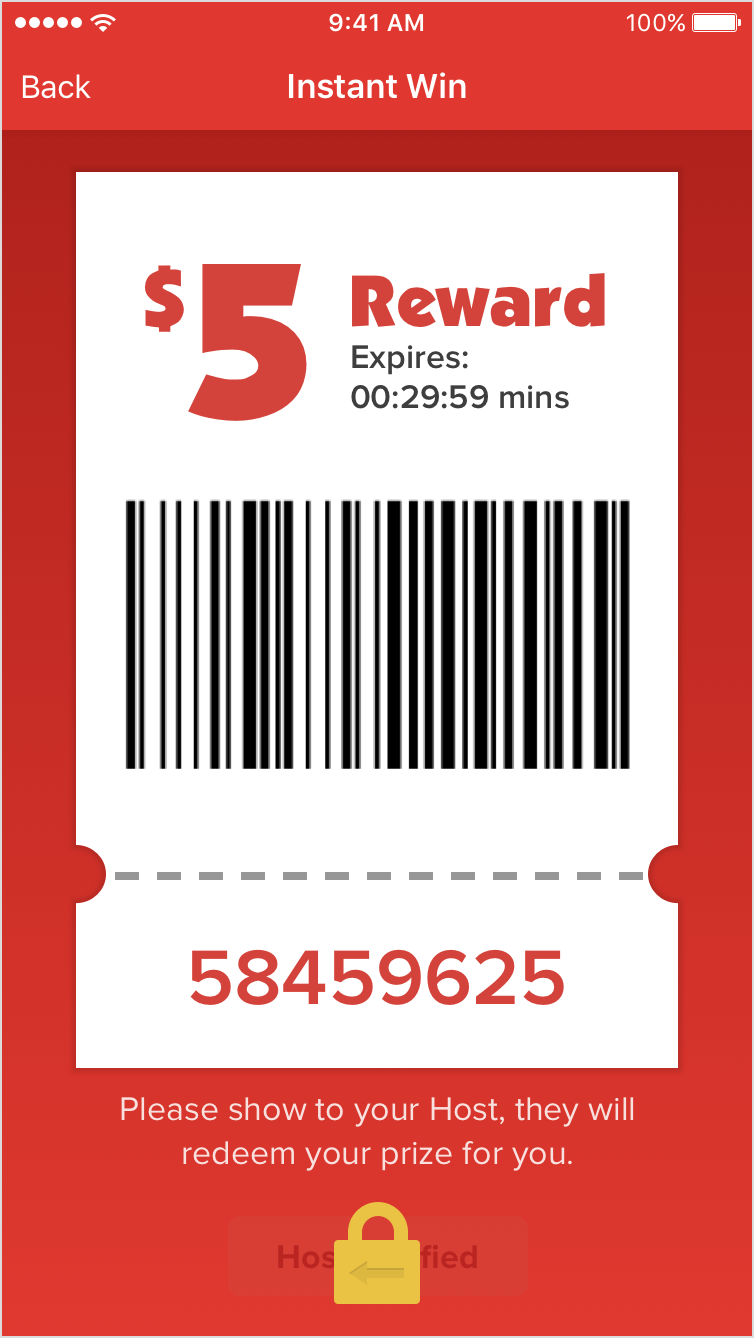 9:41 AM 100%
Back Instant Win
$5 Reward
Expires:
00:29:59 mins
58459625
Please show to your Host, they will
redeem your prize for you.